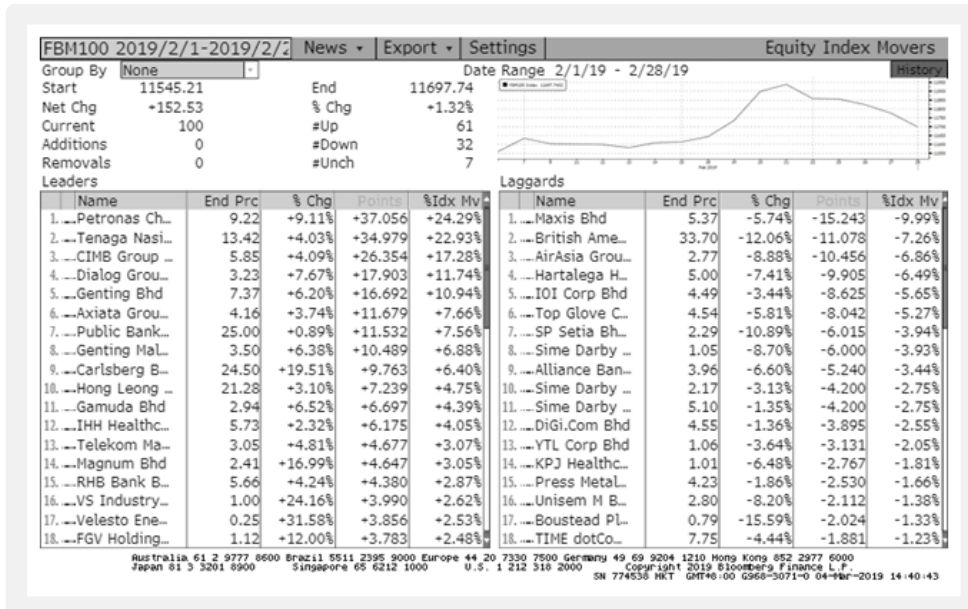 FBM100 2019/2/1-2019/2/2 News Export Settings Equity Index Movers
Group By None Date Range 2/1/19 - 2/28/19 History
Start 11545.21 End 11697.74
Net Chg +152.53 % Chg +1.32%
Current 100 #Up 61
Additions 0 #Down 32
Removals 0 #Unch 7
Leaders Laggards
Name End Prc % Chg Points %Idx Mv Name End Prc % Chg Points %Idx Mv
1. Petronas Ch… 9.22 +9.11% +37.056 +24.29% 1. Maxis Bhd 5.37 -5.74% -15.243 -9.99%
2. Tenaga Nasi… 13.42 +4.03% +34.979 +22.93% 2. British Ame… 33.70 -12.06% -11.078 -7.26%
3. CIMB Group … 5.85 +4.09% +26.354 +17.28% 3. AirAsia Grou… 2.77 -8.88% -10.456 -6.86%
4. Dialog Grou… 3.23 +7.67% +17.903 +11.74% 4. Hartalega H… 5.00 -7.41% -9.905 -6.49%
5. Genting Bhd 7.37 +6.20% +16.692 +10.94% 5. IOI Corp Bhd 4.49 -3.44% -8.625 -5.65%
6. Axiata Grou… 4.16 +3.74% +11.679 +7.66% 6. Top Glove C… 4.54 -5.81% -8.042 -5.27%
7. Public Bank… 25.00 +0.89% +11.532 +7.56% 7. SP Setia Bh… 2.29 -10.89% -6.015 -3.94%
8. Genting Mal… 3.50 +6.38% +10.489 +6.88% 8. Sime Darby … 1.05 -8.70% -6.000 -3.93%
9. Carlsberg B… 24.50 +19.51% +9.763 +6.40% 9. Alliance Ban… 3.96 -6.60% -5.240 -3.44%
10. Hong Leong … 21.28 +3.10% +7.239 +4.75% 10. Sime Darby … 2.17 -3.13% -4.200 -2.75%
11. Gamuda Bhd 2.94 +6.52% +6.697 +4.39% 11. Sime Darby … 5.10 -1.35% -4.200 -2.75%
12. IHH Healthc… 5.73 +2.32% +6.175 +4.05% 12. DiGi.Com Bhd 4.55 -1.36% -3.895 -2.55%
13. Telekom Ma… 3.05 +4.81% +4.677 +3.07% 13. YTL Corp Bhd 1.06 -3.64% -3.131 -2.05%
14. Magnum Bhd 2.41 +16.99% +4.647 +3.05% 14. KPJ Healthc… 1.01 -6.48% -2.767 -1.81%
15. RHB Bank B… 5.66 +4.24% +4.380 +2.87% 15. Press Metal… 4.23 -1.86% -2.530 -1.66%
16. VS Industry… 1.00 +24.16% +3.990 +2.62% 16. Unisem M B… 2.80 -8.20% -2.112 -1.38%
17. Velesto Ene… 0.25 +31.58% +3.856 +2.53% 17. Boustead Pl… 0.79 -15.59% -2.024 -1.33%
18. FGV Holding… 1.12 +12.00% +3.783 +2.48% 18. TIME dotCo… 7.75 -4.44% -1.881 -1.23%
Australia 61 2 9777 8600 Brazil 5511 2395 9000 Europe 44 20 7330 7500 Germany 49 69 9204 1210 Hong Kong 852 2977 6000
Japan 81 3 3201 8900 Singapore 65 6212 1000 U.S. 1 212 318 2000 Copyright 2019 Bloomberg Finance L.P.
SN 774538 HKT GMT+8:00 G968-3071-0 04-Mar-2019 14:40:43